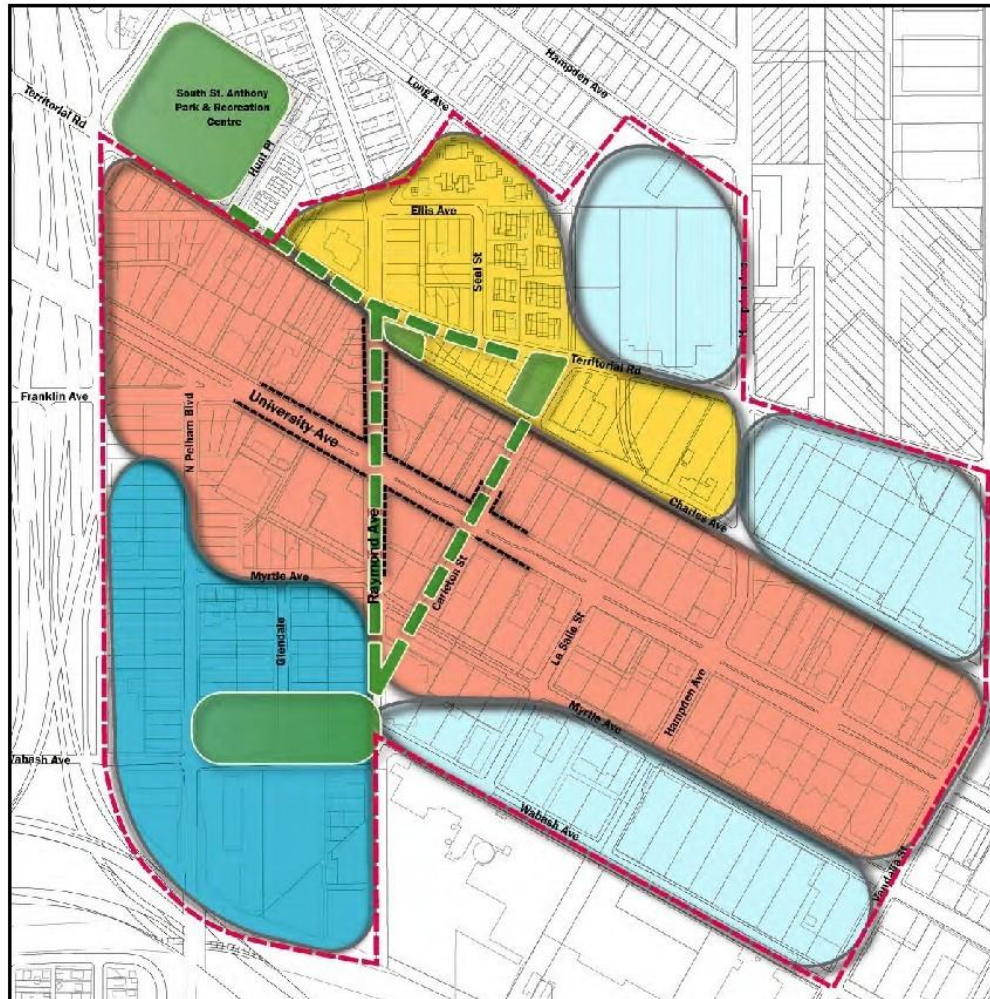 Hampden Ave
Long Ave
Territorial Rd
South St. Anthony
Park & Recreation
Centre
Hunt Pl
Ellis Ave
Seal St
Territorial Rd
Franklin Ave
N Pelham Blvd
University Ave
Charles Ave
Raymond Ave
Carleton St
Myrtle Ave
Glendale
La Salle St
Hampden Ave
Myrtle Ave
Wabash Ave
Wabash Ave
Vandalia St